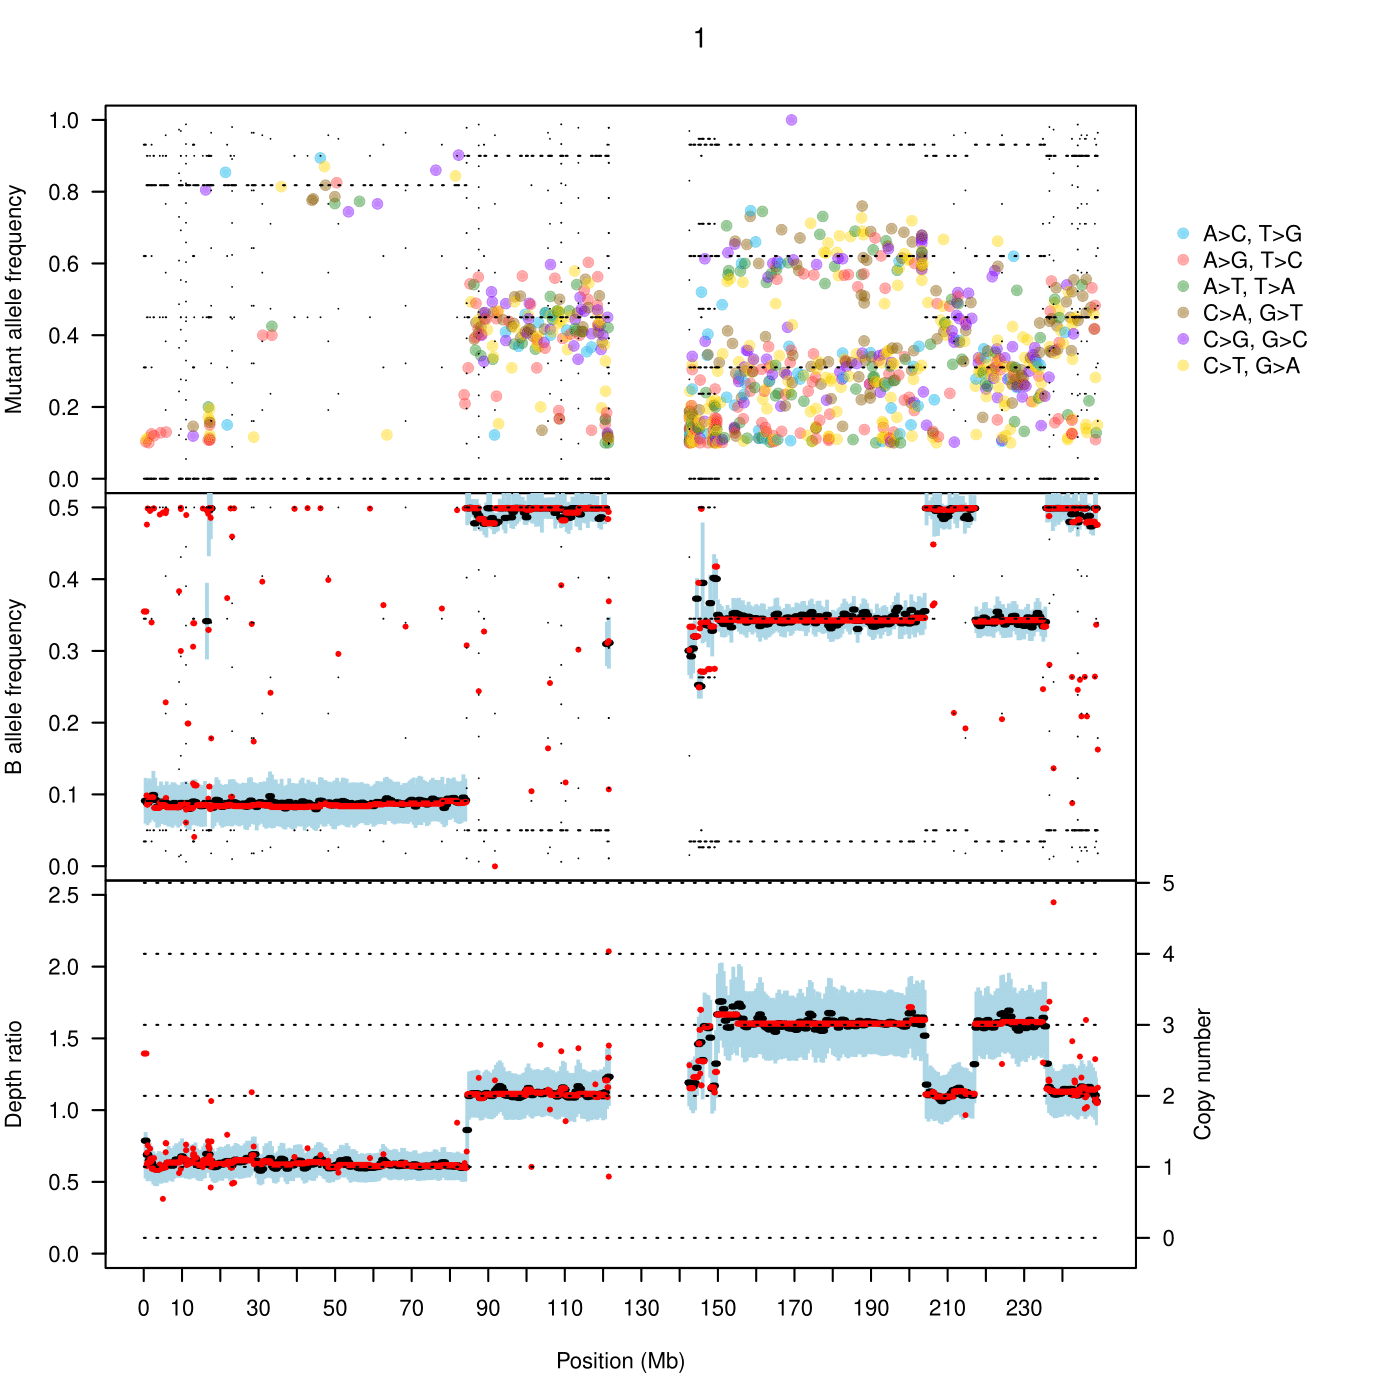 1
Mutant allele frequency
1.0
0.8
0.6
0.4
0.2
0.0
A>C, T>G
A>G, T>C
A>T, T>A
C>A, G>T
C>G, G>C
C>T, G>A
B allele frequency
0.5
0.4
0.3
0.2
0.1
0.0
Depth ratio
2.5
2.0
1.5
1.0
0.5
0.0
5
4
3
2
1
0
Copy number
0 10 30 50 70 90 110 130 150 170 190 210 230
Position (Mb)